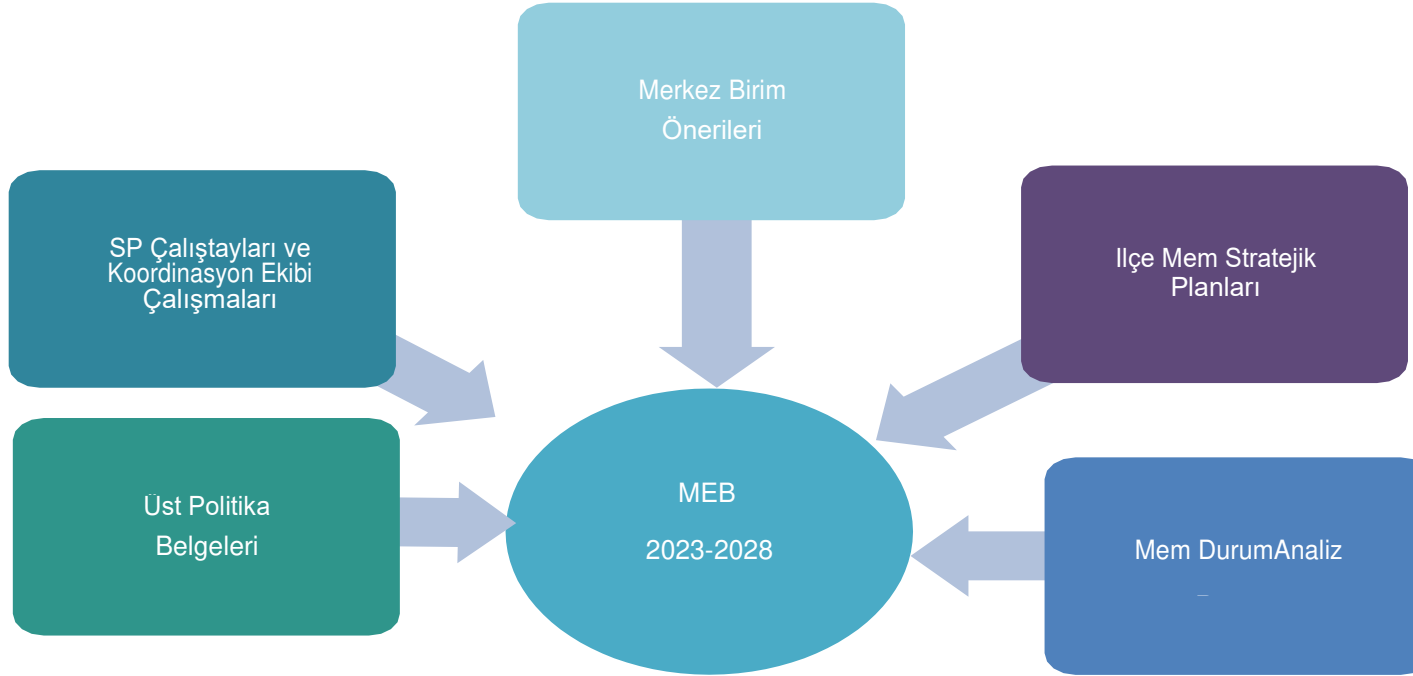 Merkez Birim
Önerileri
SP Çalıştayları ve
Koordinasyon Ekibi
Çalışmaları
Ilçe Mem Stratejik
Planları
Üst Politika
Belgeleri
MEB
2023-2028
Mem DurumAnaliz
_